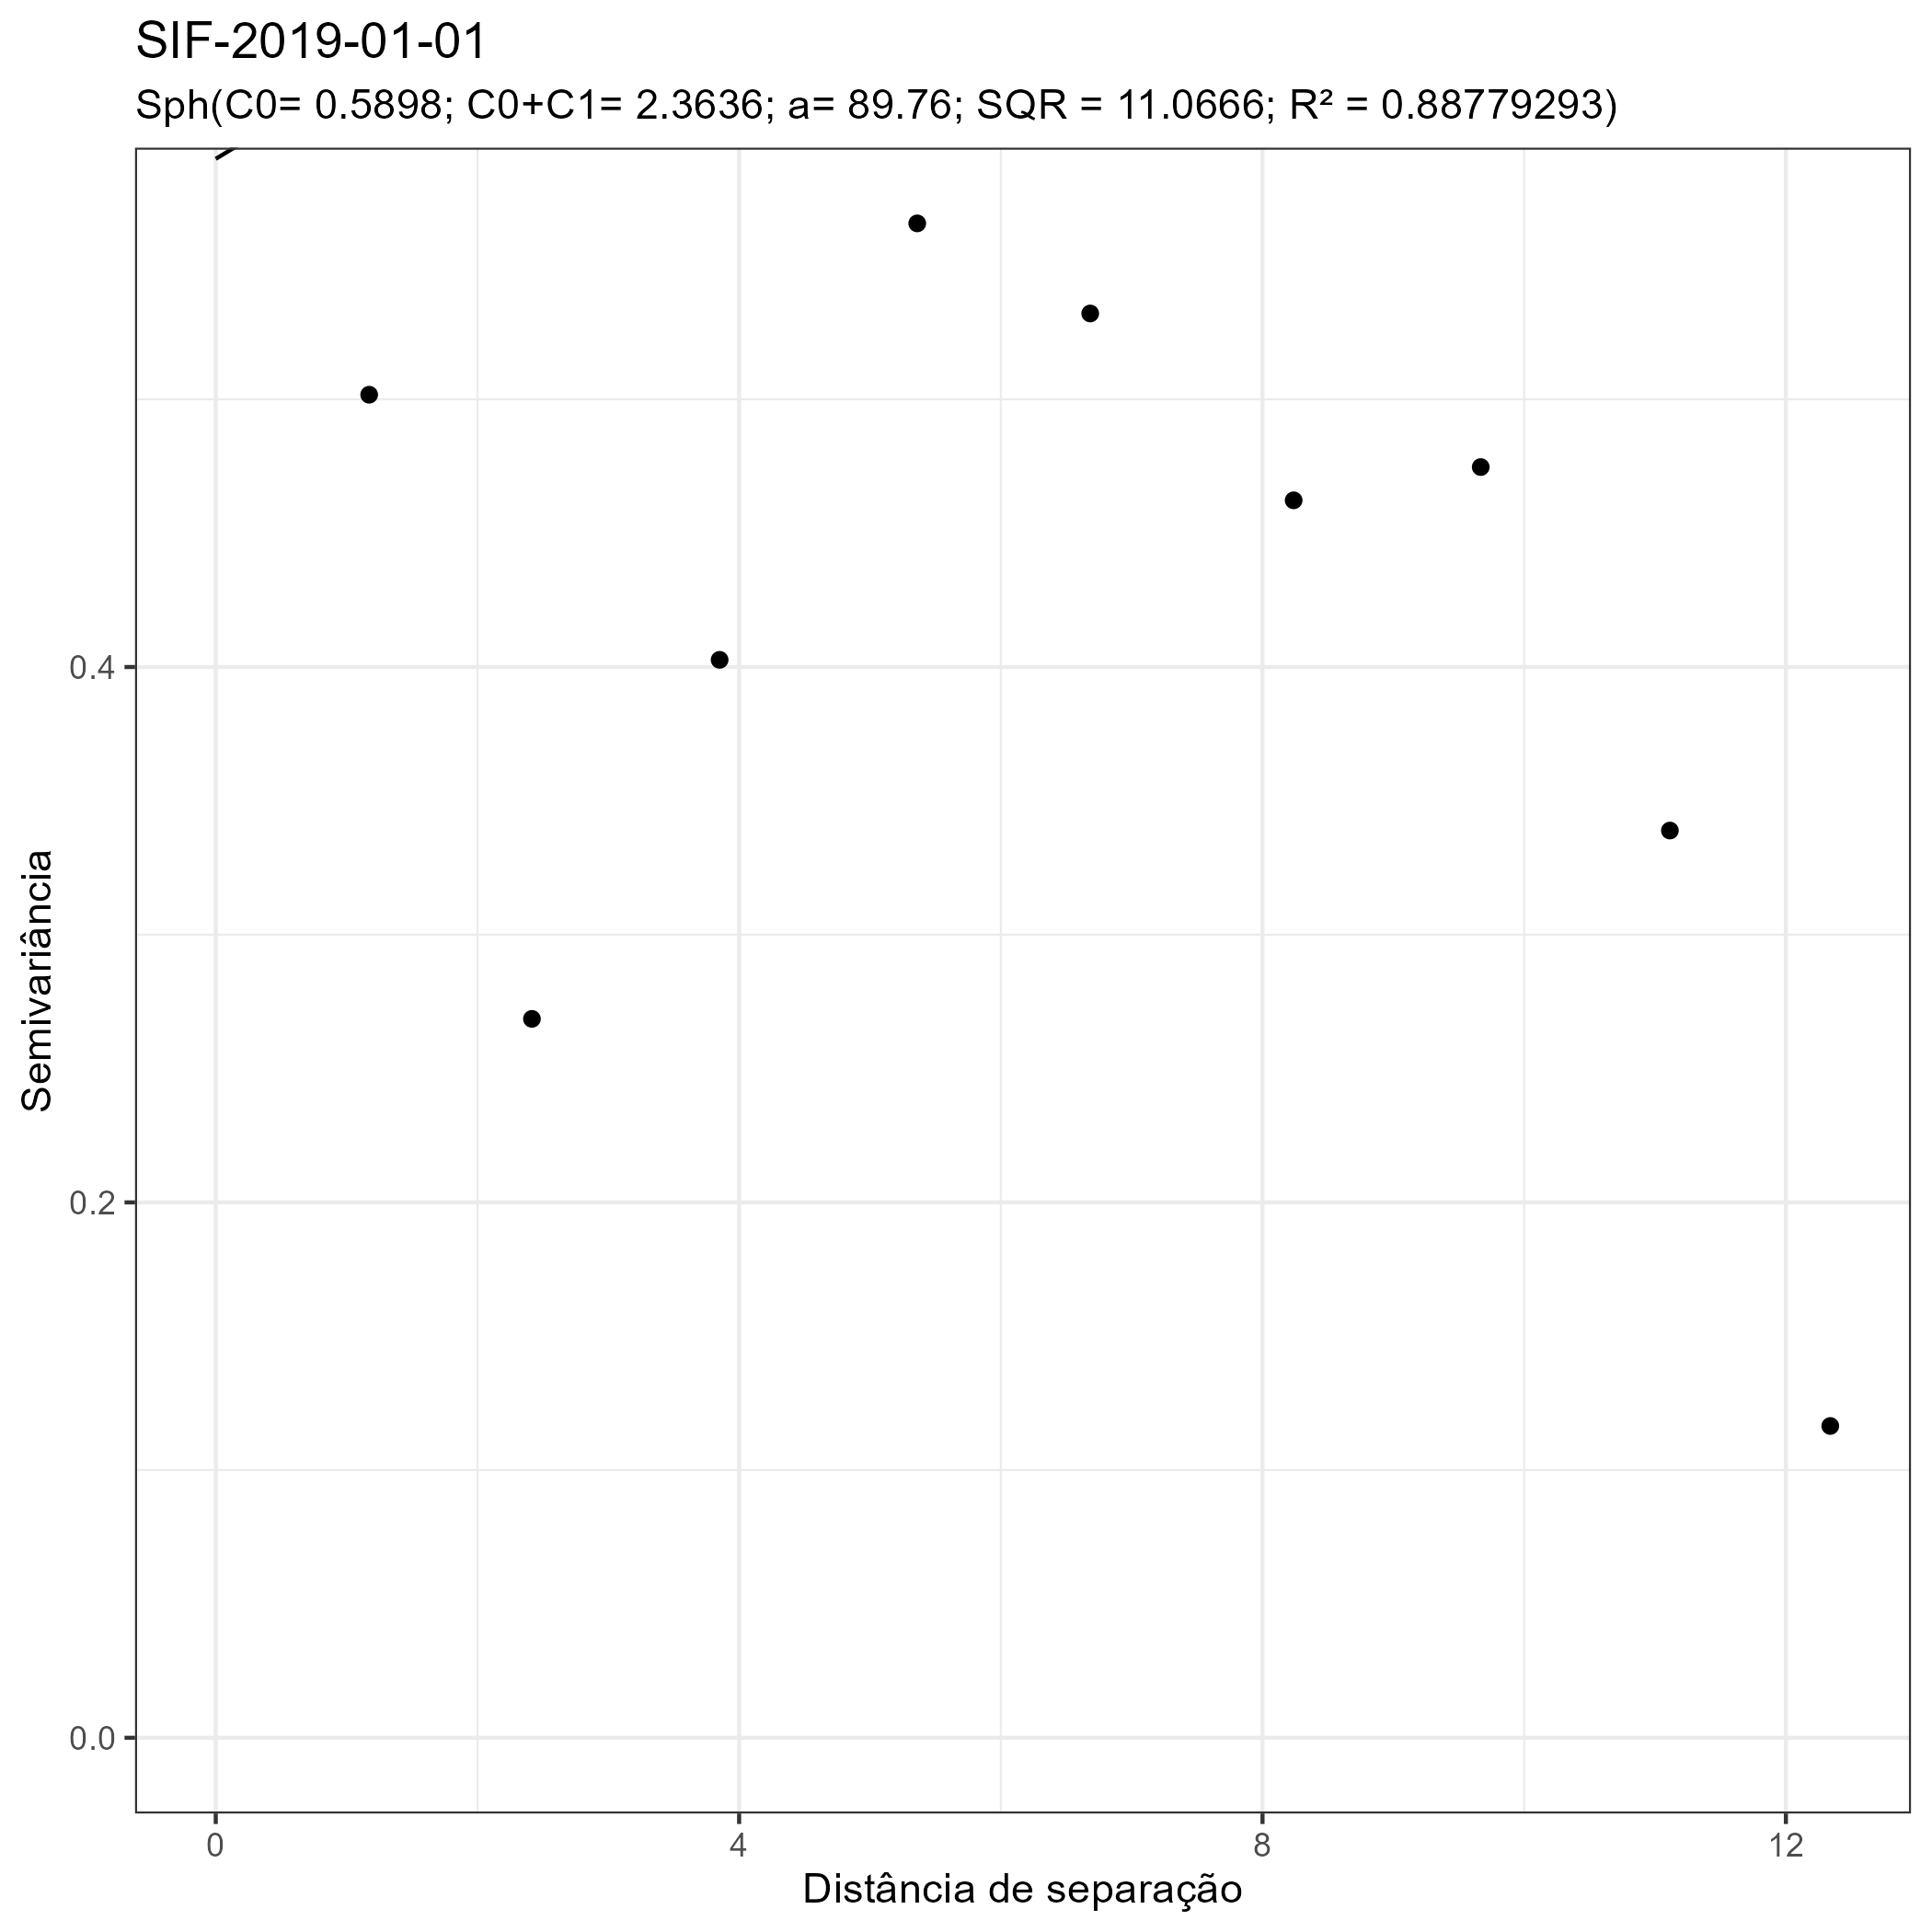 SIF-2019-01-01
Sph(C0= 0.5898; C0+C1= 2.3636; a= 89.76; SQR = 11.0666; R² = 0.88779293)
Semivariância
0.4
0.2
0.0
0 4 8 12
Distância de separação